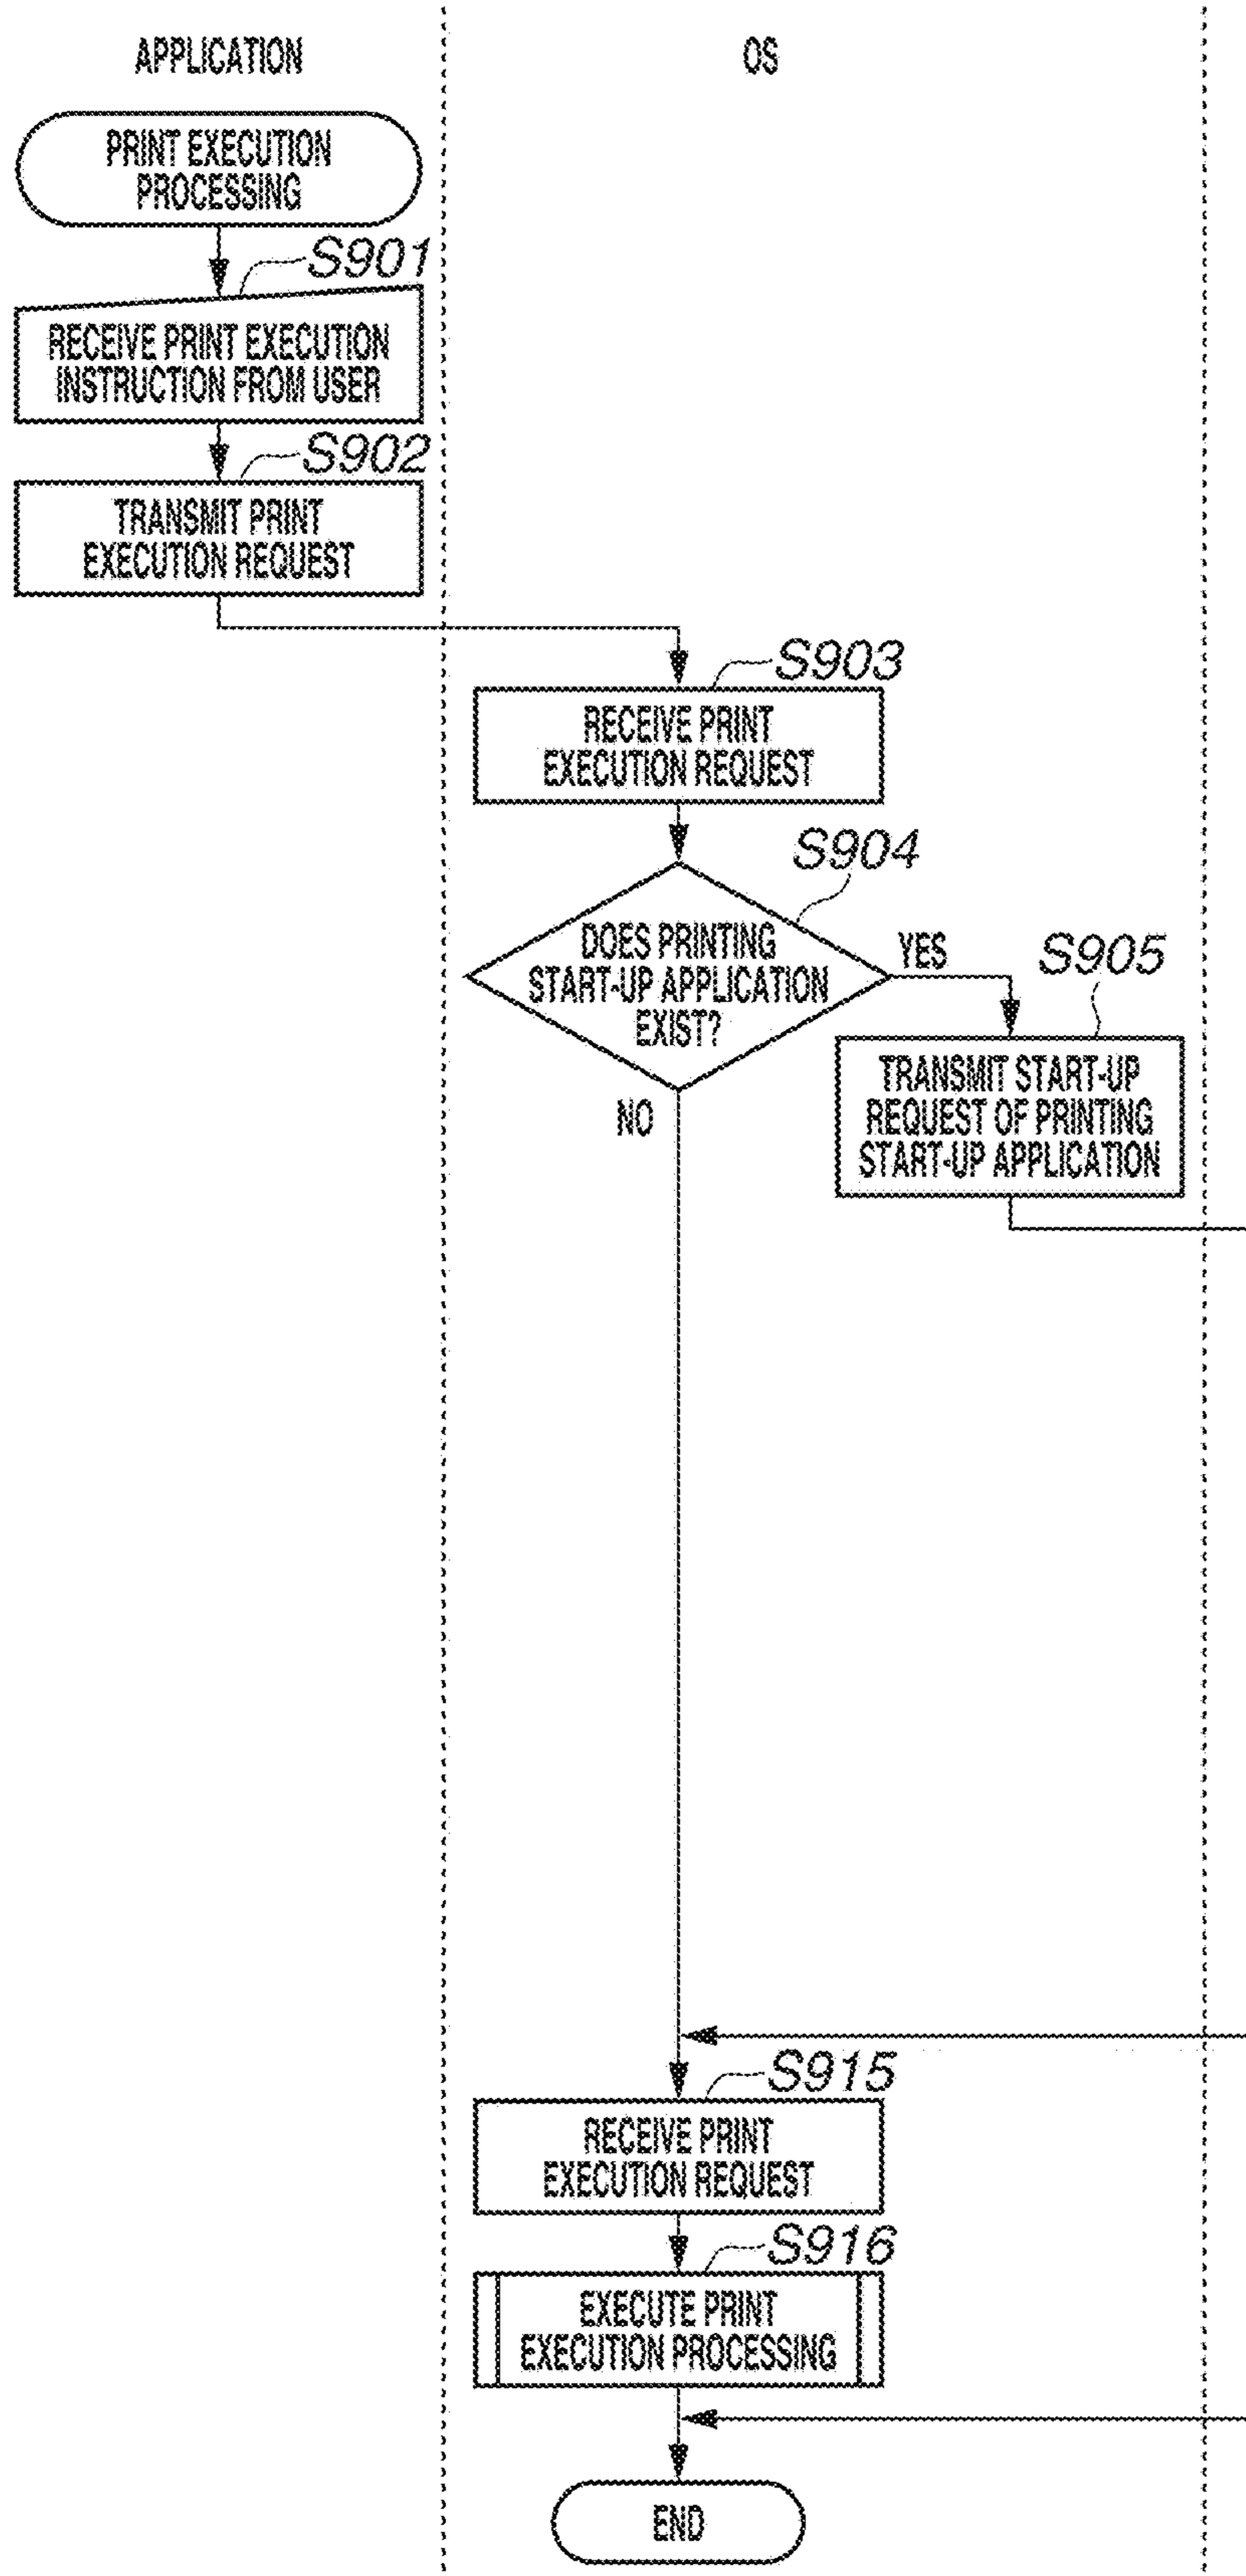 APPLICATION
OS
PRINT EXECUTION
PROCESSING
S901
RECEIVE PRINT EXECUTION
INSTRUCTION FROM USER
S902
TRANSMIT PRINT
EXECUTION REQUEST
S903
RECEIVE PRINT
EXECUTION REQUEST
S904
DOES PRINTING
START-UP APPLICATION
EXIST?
YES
NO
S905
TRANSMIT START-UP
REQUEST OF PRINTING
START-UP APPLICATION
S915
RECEIVE PRINT
EXECUTION REQUEST
S916
EXECUTE PRINT
EXECUTION PROCESSING
END